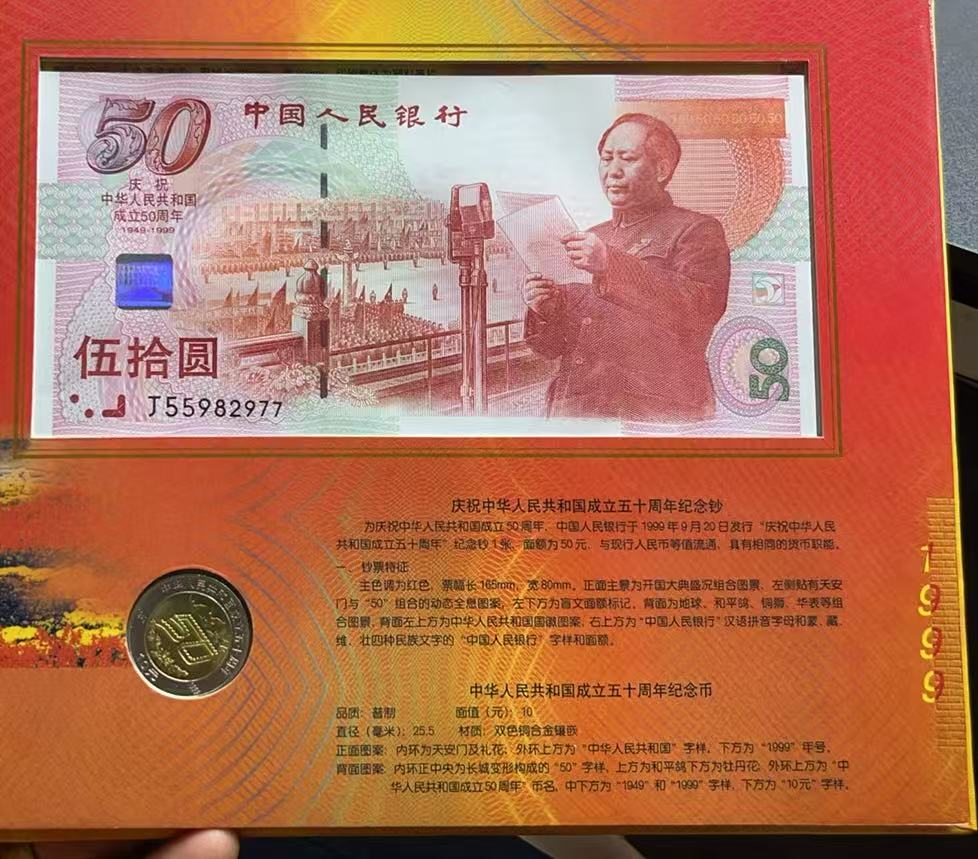 50
中国人民银行
庆祝
中华人民共和国
成立50周年
1949-1999
50 50 50 50 50
伍拾圆
J55982977
50
庆祝中华人民共和国成立五十周年纪念钞
为庆祝中华人民共和国成立50周年，中国人民银行于1999年9月20日发行“庆祝中华人民
共和国成立五十周年”纪念钞1张，面额为50元，与现行人民币等值流通，具有相同的货币职能。
一 钞票特征
主色调为红色，票幅长165mm，宽80mm。正面主景为开国大典盛况组合图景，左侧贴有天安
门与“50”组合的动态全息图案，左下方为盲文面额标记，背面为地球、和平鸽、铜狮、华表等组
合图景，背面左上方为中华人民共和国国徽图案，右上方为“中国人民银行”汉语拼音字母和蒙、藏、
维、壮四种民族文字的“中国人民银行”字样和面额。
中华人民共和国成立五十周年纪念币
品质：普制 面值（元）：10
直径（毫米）：25.5 材质：双色铜合金镶嵌
正面图案：内环为天安门及礼花，外环上方为“中华人民共和国”字样，下方为“1999”年号。
背面图案：内环正中央为长城变形构成的“50”字样，上方为和平鸽下方为牡丹花，外环上方为“中
华人民共和国成立50周年”币名，中下方为“1949”和“1999”字样，下方为“10元”字样。
50
1999